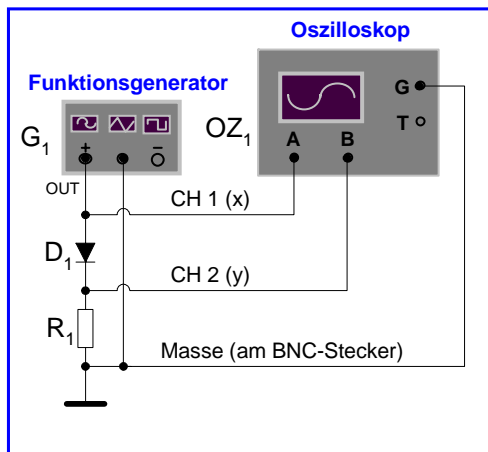 Oszilloskop
Funktionsgenerator
G
G₁
OZ₁
T
+
−
A
B
OUT
CH 1 (x)
D₁
CH 2 (y)
R₁
Masse (am BNC-Stecker)